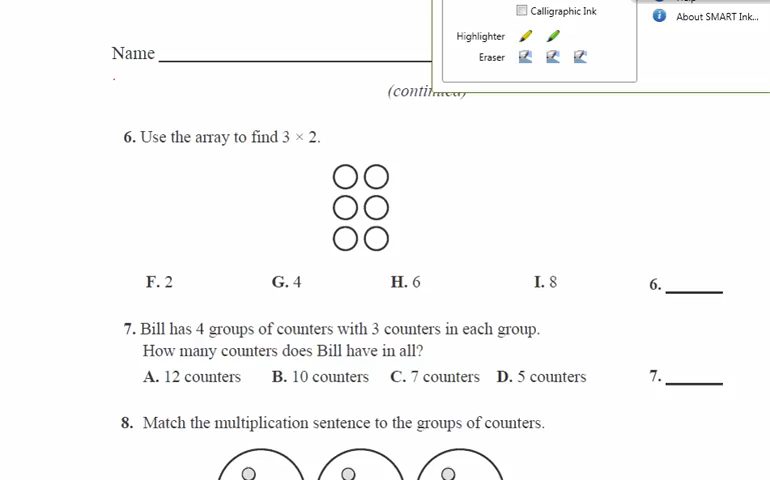 Calligraphic Ink
About SMART Ink...
Highlighter
Eraser
Name
6. Use the array to find 3 × 2.
F. 2 G. 4 H. 6 I. 8 6.
7. Bill has 4 groups of counters with 3 counters in each group.
How many counters does Bill have in all?
A. 12 counters B. 10 counters C. 7 counters D. 5 counters 7.
8. Match the multiplication sentence to the groups of counters.